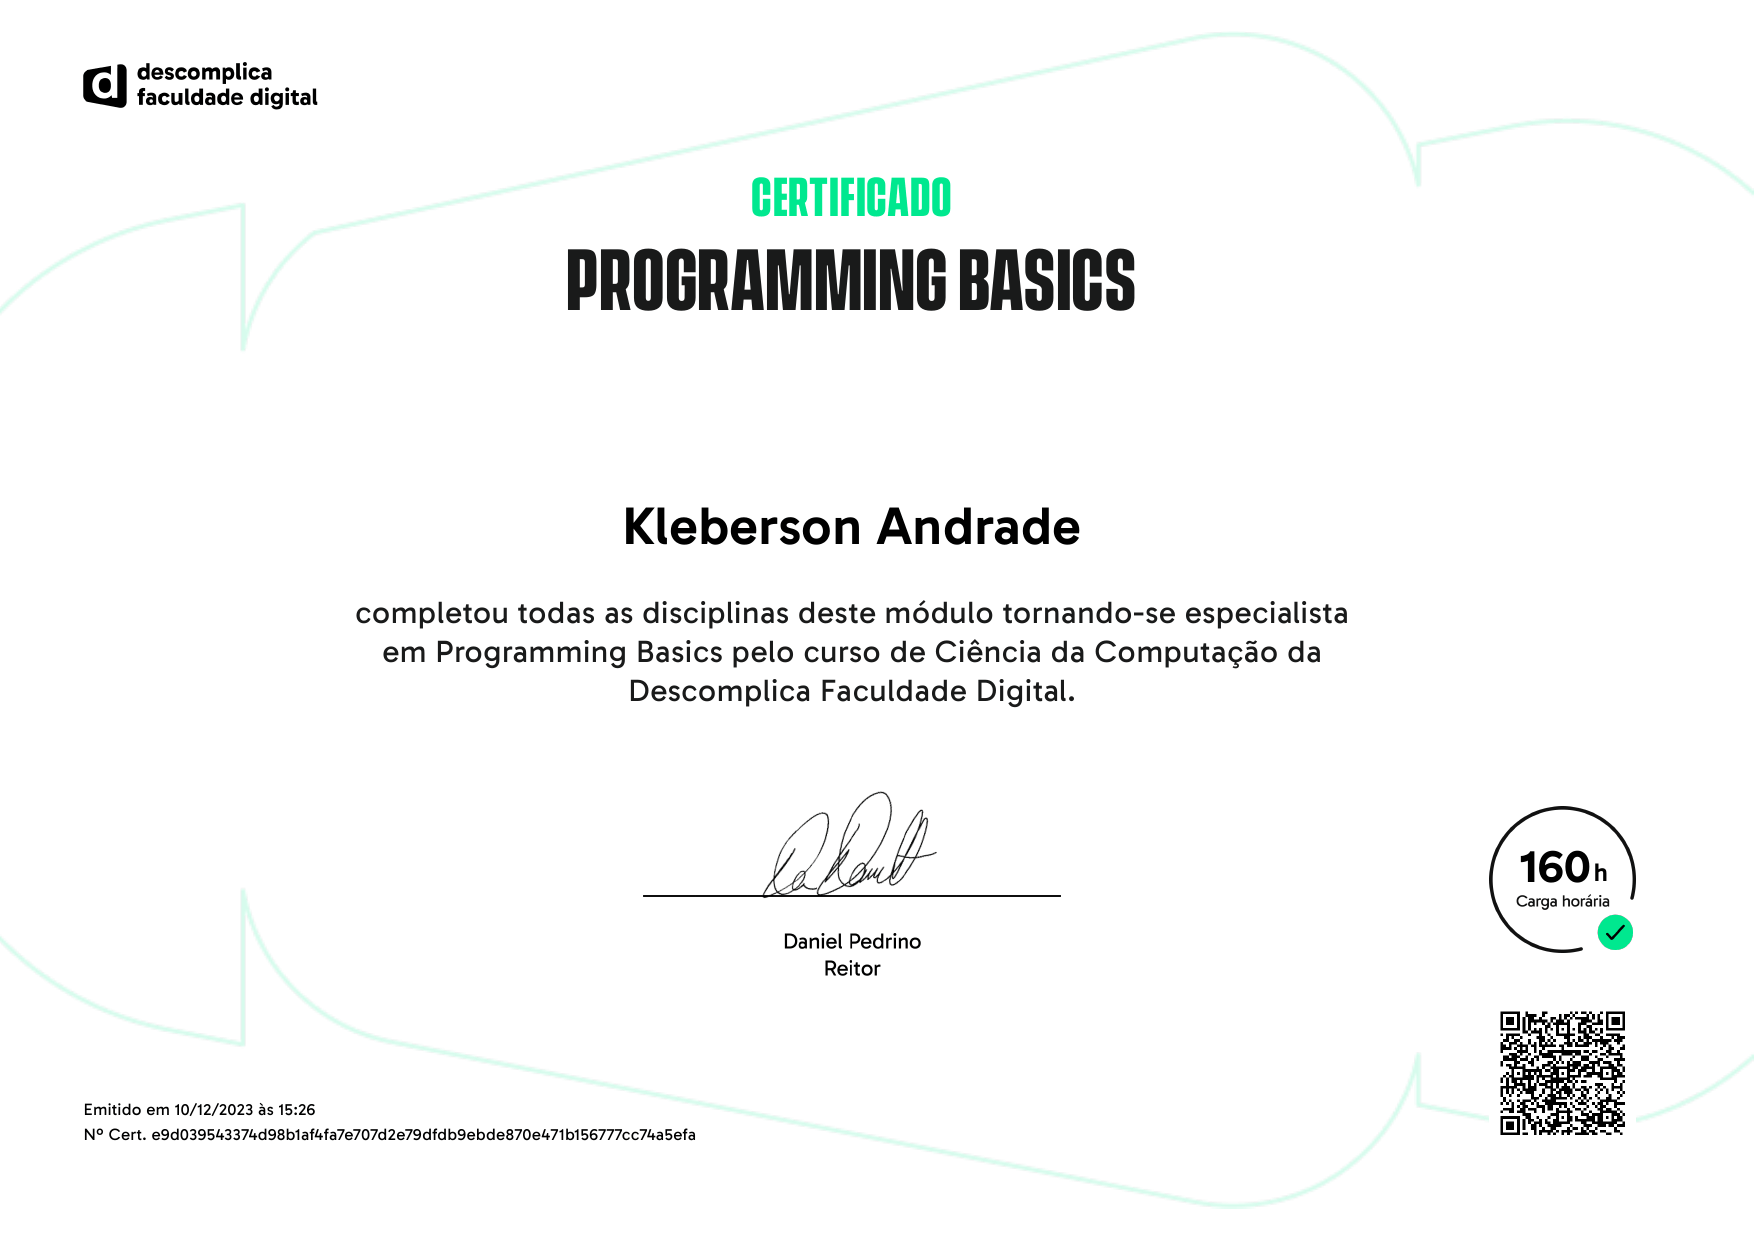 descomplica
faculdade digital
CERTIFICADO
PROGRAMMING BASICS
Kleberson Andrade
completou todas as disciplinas deste módulo tornando-se especialista
em Programming Basics pelo curso de Ciência da Computação da
Descomplica Faculdade Digital.
Daniel Pedrino
Reitor
160 h
Carga horária
Emitido em 10/12/2023 às 15:26
Nº Cert. e9d039543374d98b1af4fa7e707d2e79dfdb9ebde870e471b156777cc74a5efa